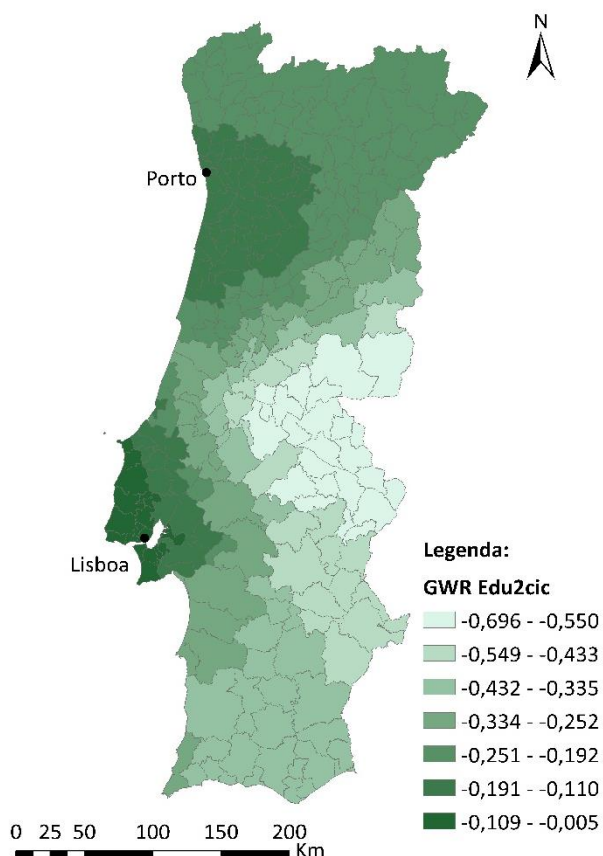 N
Porto
Lisboa
Legenda:
GWR Edu2cic
-0,696 - -0,550
-0,549 - -0,433
-0,432 - -0,335
-0,334 - -0,252
-0,251 - -0,192
-0,191 - -0,110
-0,109 - -0,005
0 25 50 100 150 200
Km